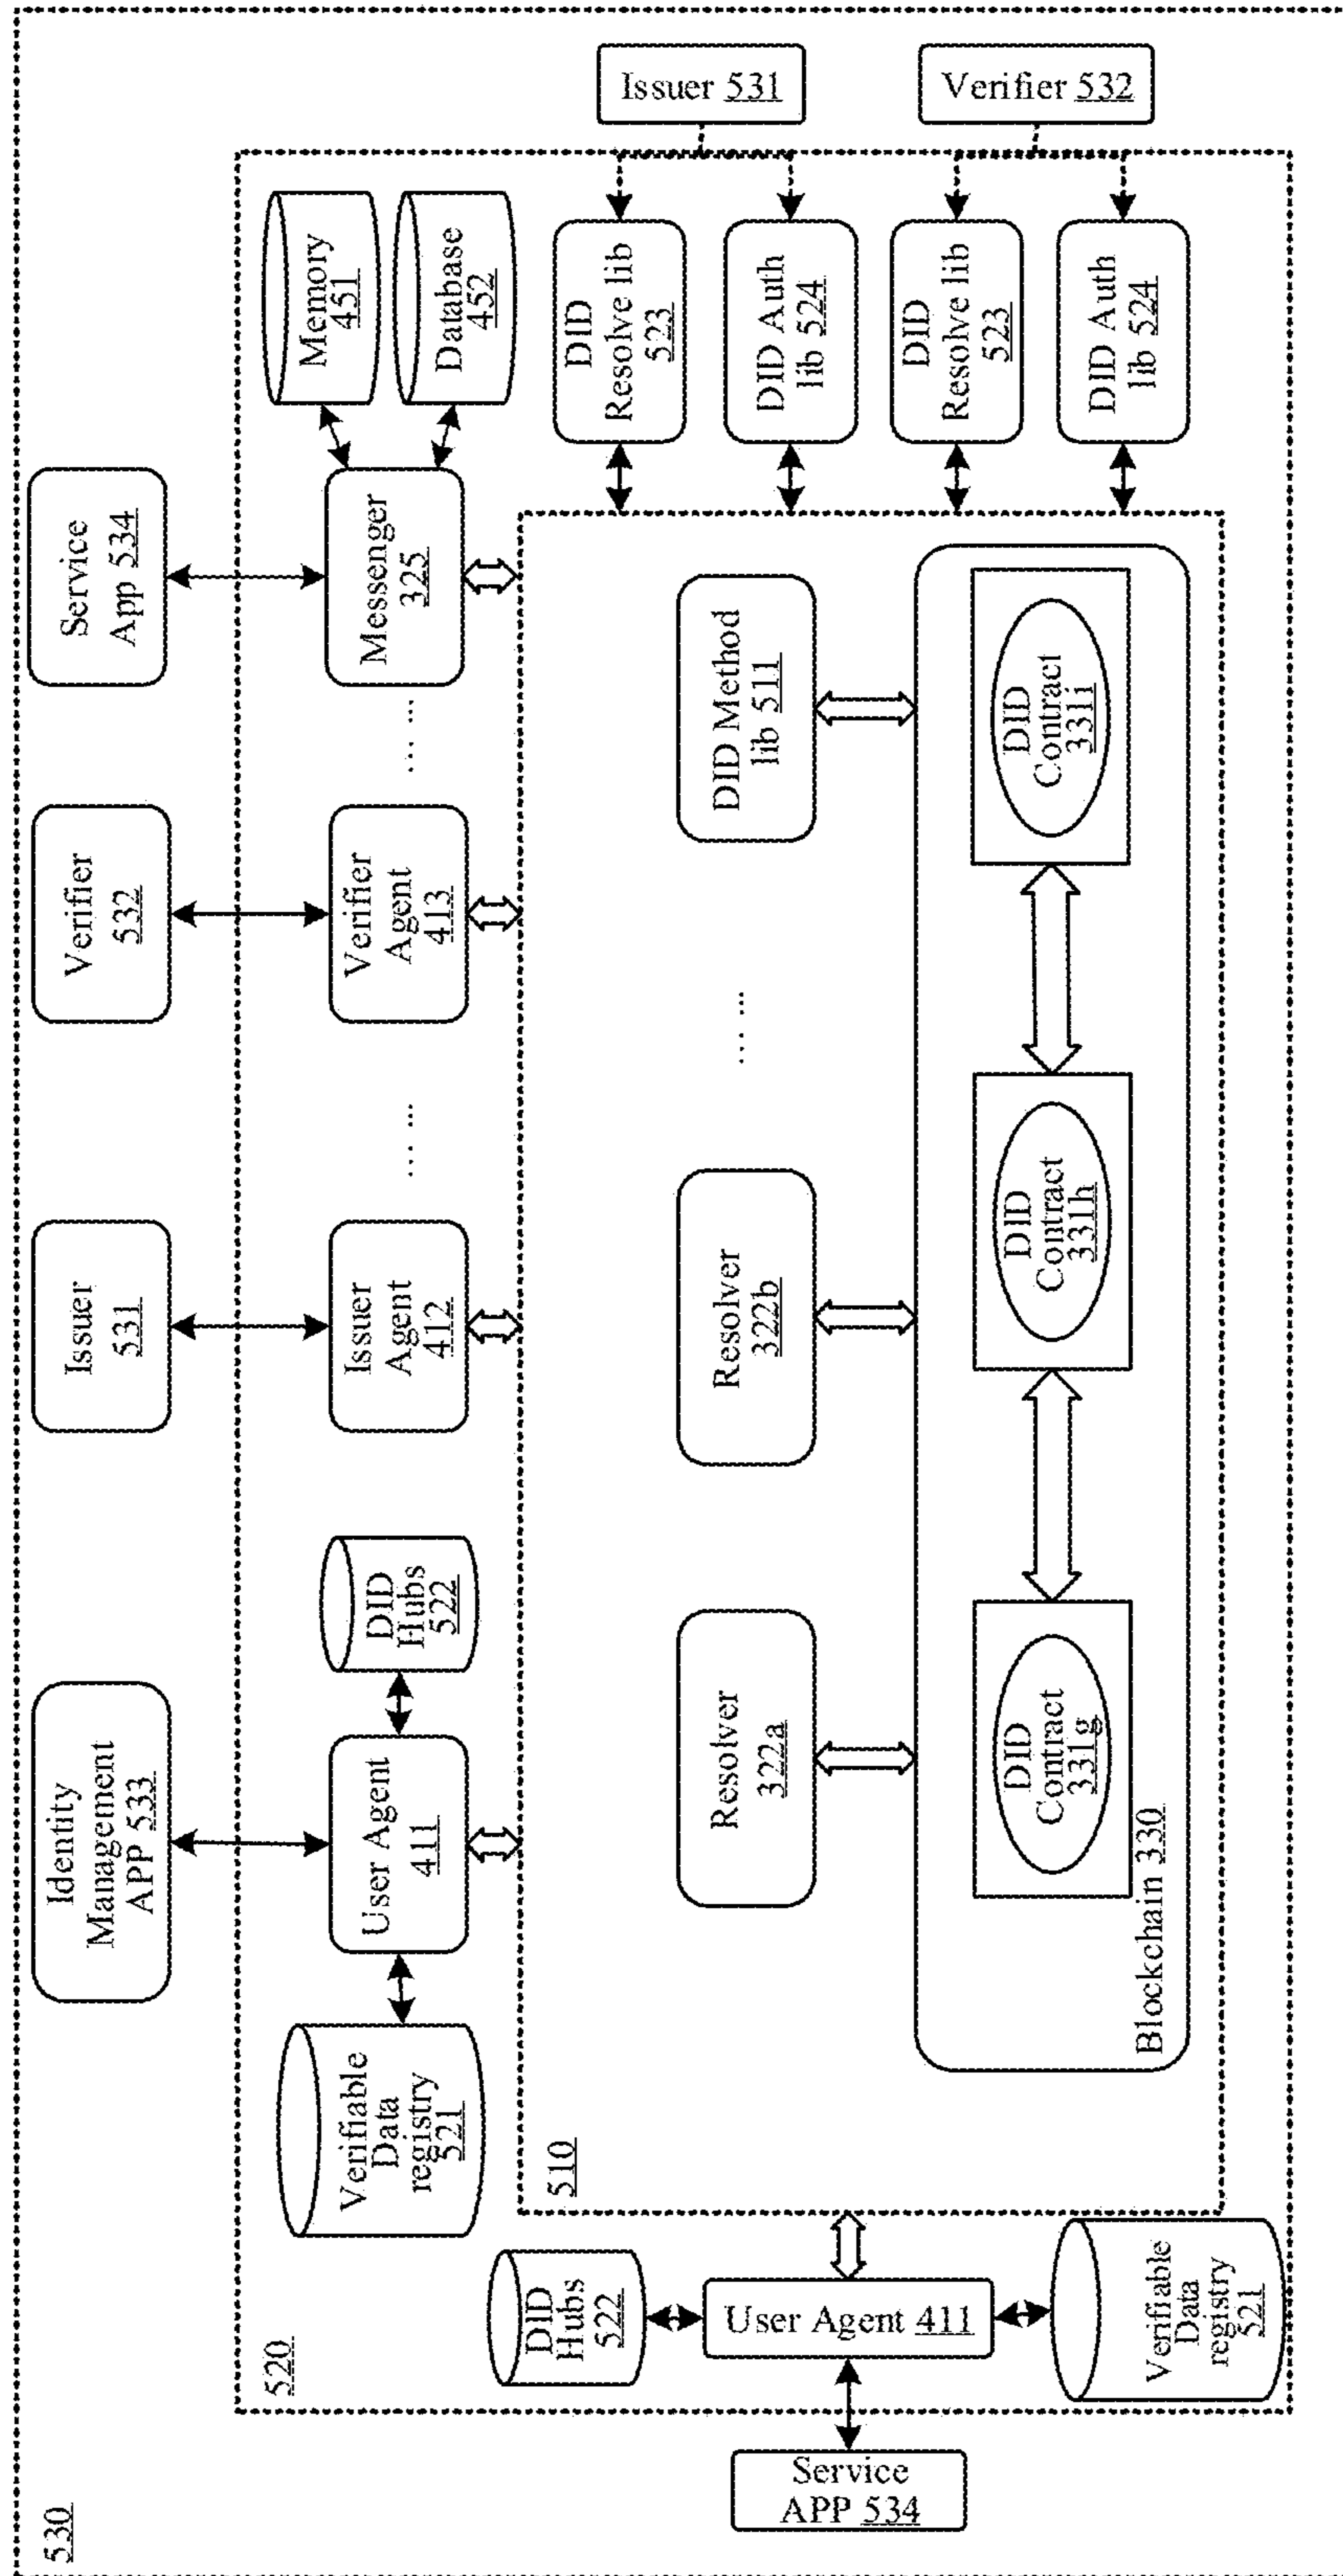 530
Identity
Management
APP 533
Issuer
531
Verifier
532
Service
App 534
520
Verifiable
Data
registry
521
User Agent
411
DID
Hubs
522
Issuer
Agent
412
... ...
Verifier
Agent
413
... ...
Messenger
325
Memory
451
Database
452
Service
APP 534
DID
Hubs
522
User Agent 411
Verifiable
Data
registry
521
510
Resolver
322a
Resolver
322b
... ...
DID Method
lib 511
DID
Contract
331g
DID
Contract
331h
DID
Contract
331i
Blockchain 330
DID
Resolve lib
523
DID Auth
lib 524
DID
Resolve lib
523
DID Auth
lib 524
Issuer 531
Verifier 532